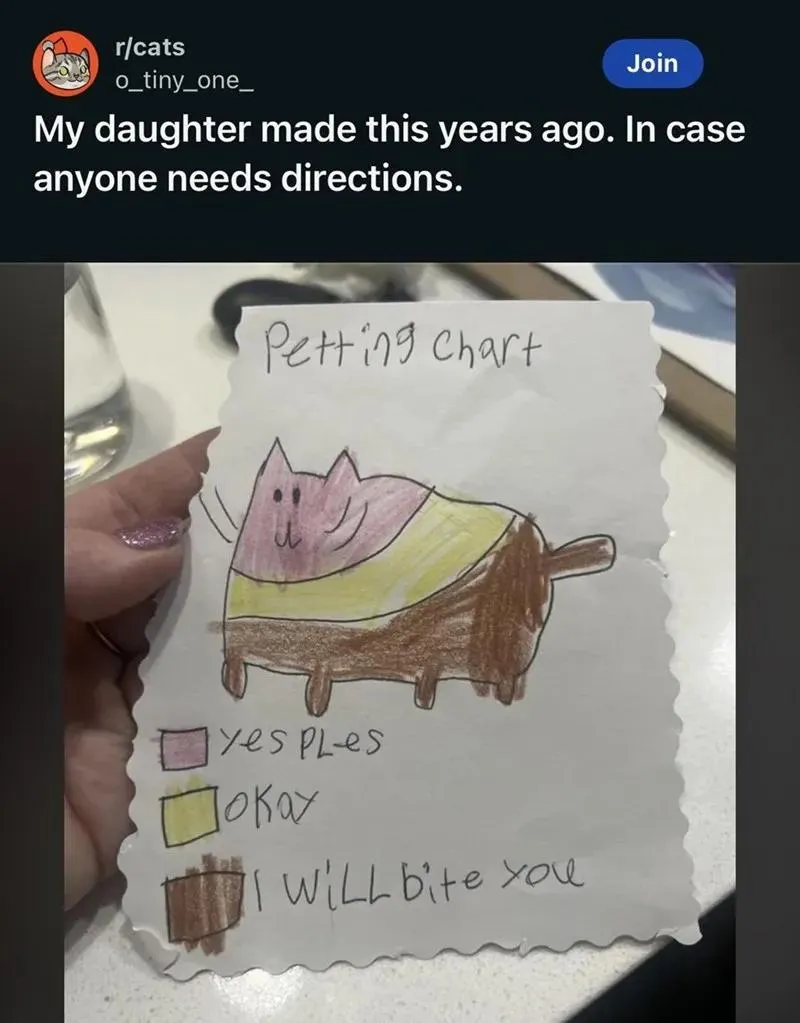 r/cats
o_tiny_one_
Join
My daughter made this years ago. In case
anyone needs directions.
Petting Chart
yes PLes
okay
I WiLL bite you